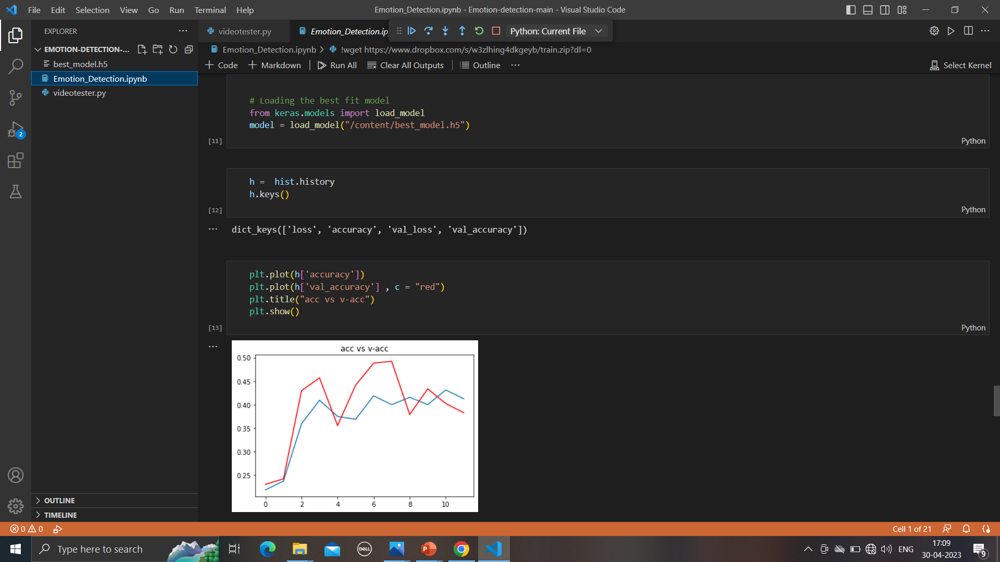 File Edit Selection View Go Run Terminal Help
Emotion_Detection.ipynb - Emotion-detection-main - Visual Studio Code
EXPLORER
videotester.py
Emotion_Detection.ip
Python: Current File
EMOTION-DETECTION-...
best_model.h5
Emotion_Detection.ipynb
videotester.py
Emotion_Detection.ipynb > !wget https://www.dropbox.com/s/w3zlhing4dkgeyb/train.zip?dl=0
+ Code + Markdown | Run All Clear All Outputs | Outline ...
Select Kernel
# Loading the best fit model
from keras.models import load_model
model = load_model("/content/best_model.h5")
[11]
Python
h =  hist.history
h.keys()
[12]
Python
dict_keys(['loss', 'accuracy', 'val_loss', 'val_accuracy'])
plt.plot(h['accuracy'])
plt.plot(h['val_accuracy'] , c = "red")
plt.title("acc vs v-acc")
plt.show()
[13]
Python
acc vs v-acc
0.50
0.45
0.40
0.35
0.30
0.25
0 2 4 6 8 10
2
OUTLINE
TIMELINE
0 0
Cell 1 of 21
Type here to search
DELL
P
ENG
17:09
30-04-2023
9